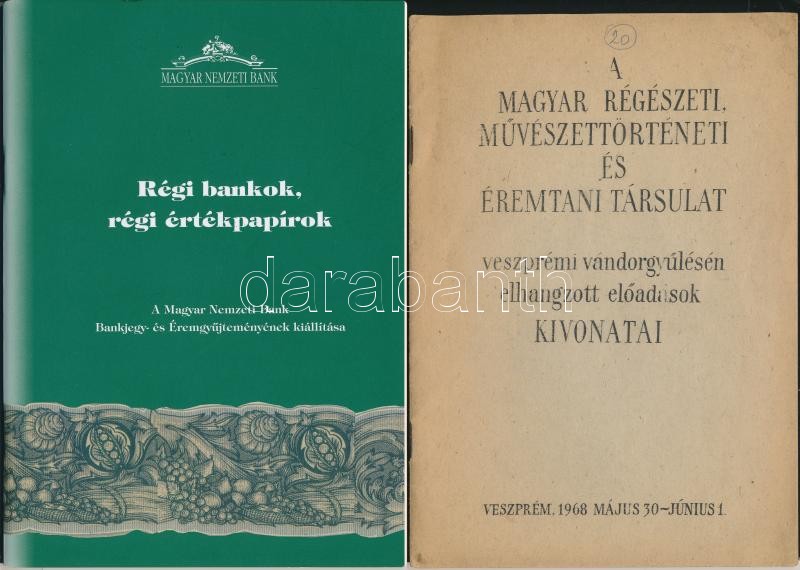 MAGYAR NEMZETI BANK
Régi bankok,
régi értékpapírok
A Magyar Nemzeti Bank
Bankjegy- és Éremgyűjteményének kiállítása
20
A
MAGYAR RÉGÉSZETI,
MŰVÉSZETTÖRTÉNETI
ÉS
ÉREMTANI TÁRSULAT
veszprémi vándorgyűlésén
elhangzott előadások
KIVONATAI
VESZPRÉM, 1968 MÁJUS 30-JÚNIUS 1.
darabanth